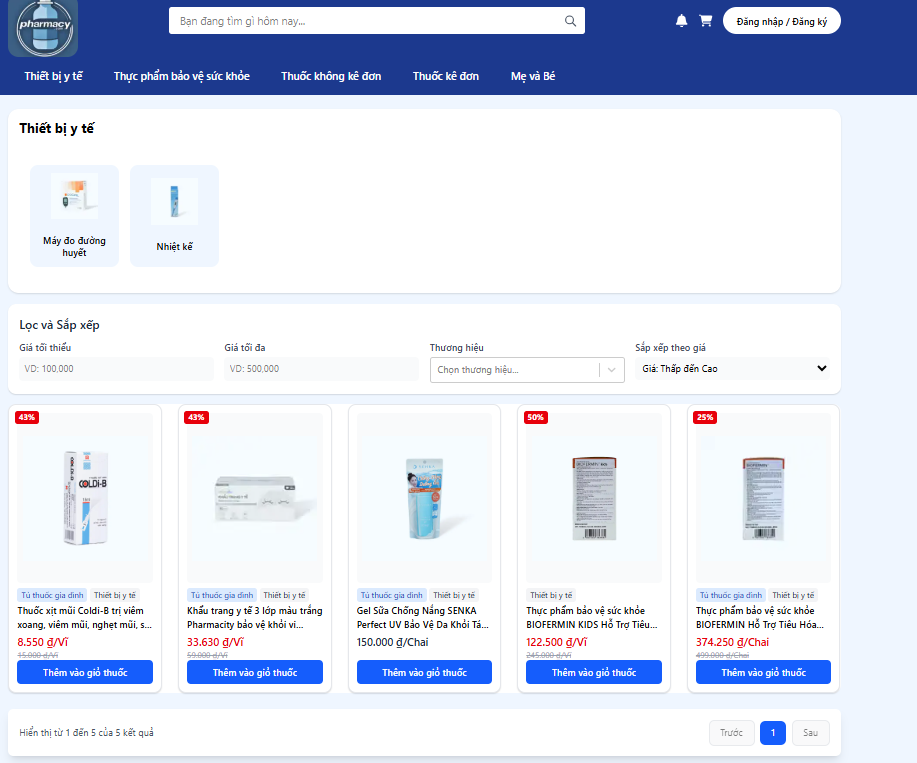 pharmacy
Bạn đang tìm gì hôm nay...
Đăng nhập / Đăng ký
Thiết bị y tế
Thực phẩm bảo vệ sức khỏe
Thuốc không kê đơn
Thuốc kê đơn
Mẹ và Bé
Thiết bị y tế
Máy đo đường
huyết
Nhiệt kế
Lọc và Sắp xếp
Giá tối thiểu
Giá tối đa
Thương hiệu
Sắp xếp theo giá
VD: 100,000
VD: 500,000
Chọn thương hiệu...
Giá: Thấp đến Cao
43%
COLDI-B
Tủ thuốc gia đình
Thiết bị y tế
Thuốc xịt mũi Coldi-B trị viêm
xoang, viêm mũi, nghẹt mũi, s...
8.550 ₫/Vỉ
15.000 ₫/Vỉ
Thêm vào giỏ thuốc
43%
Tủ thuốc gia đình
Thiết bị y tế
Khẩu trang y tế 3 lớp màu trắng
Pharmacity bảo vệ khỏi vi...
33.630 ₫/Vỉ
59.000 ₫/Vỉ
Thêm vào giỏ thuốc
Tủ thuốc gia đình
Thiết bị y tế
Gel Sữa Chống Nắng SENKA
Perfect UV Bảo Vệ Da Khỏi Tá...
150.000 ₫/Chai
Thêm vào giỏ thuốc
50%
BIOFERMIN KIDS
Thiết bị y tế
Thực phẩm bảo vệ sức khỏe
BIOFERMIN KIDS Hỗ Trợ Tiêu...
122.500 ₫/Vỉ
245.000 ₫/Vỉ
Thêm vào giỏ thuốc
25%
BIOFERMIN
Tủ thuốc gia đình
Thiết bị y tế
Thực phẩm bảo vệ sức khỏe
BIOFERMIN Hỗ Trợ Tiêu Hóa...
374.250 ₫/Chai
499.000 ₫/Chai
Thêm vào giỏ thuốc
Hiển thị từ 1 đến 5 của 5 kết quả
Trước
1
Sau